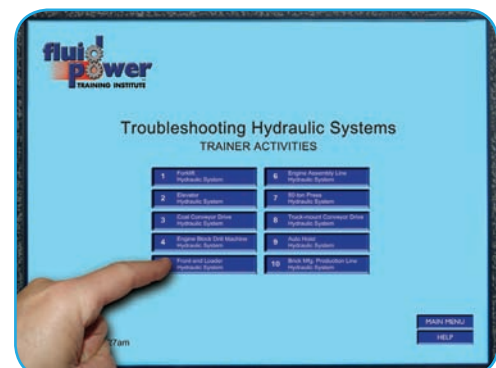 fluid
power
TRAINING INSTITUTE
Troubleshooting Hydraulic Systems
TRAINER ACTIVITIES
1 Forklift
Hydraulic System
2 Elevator
Hydraulic System
3 Coal Conveyor Drive
Hydraulic System
4 Engine Block Drill Machine
Hydraulic System
Front-end Loader
Hydraulic System
6 Engine Assembly Line
Hydraulic System
7 Press
Hydraulic System
8 Truck-mount Conveyor Drive
Hydraulic System
9 Auto Hoist
Hydraulic System
10 Brick Mfg. Production Line
Hydraulic System
MAIN MENU
HELP
27am